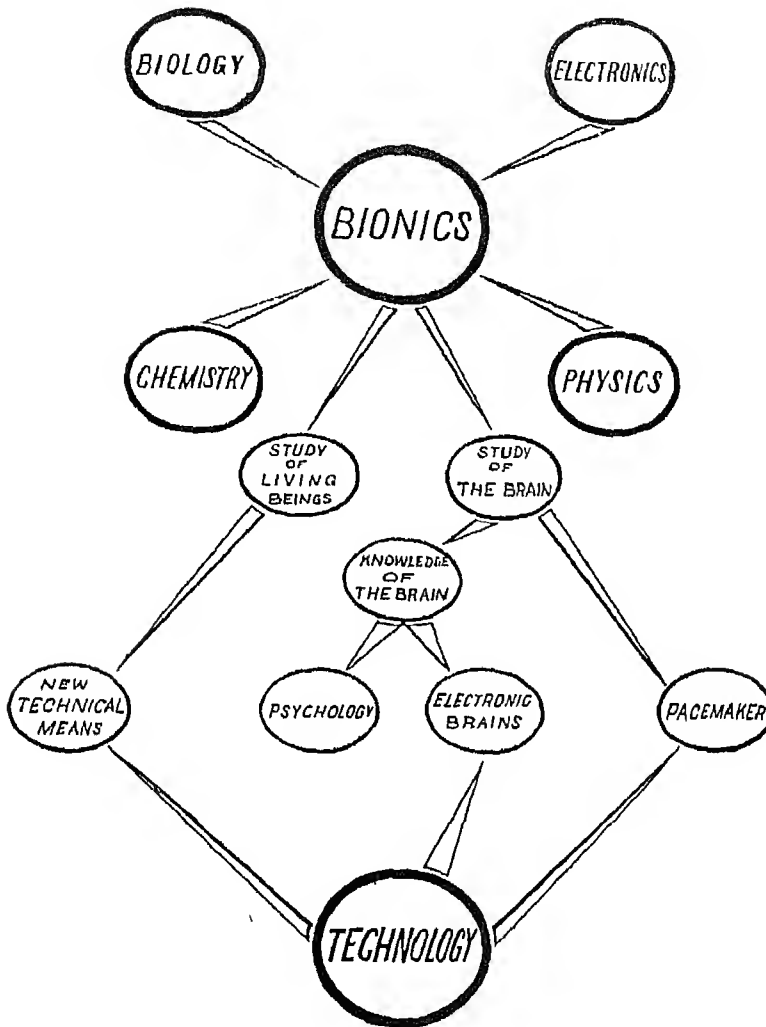 BIOLOGY
ELECTRONICS
BIONICS
CHEMISTRY
PHYSICS
STUDY
OF
LIVING
BEINGS
STUDY
OF
THE BRAIN
KNOWLEDGE
OF
THE BRAIN
NEW
TECHNICAL
MEANS
PSYCHOLOGY
ELECTRONIC
BRAINS
PACEMAKER
TECHNOLOGY